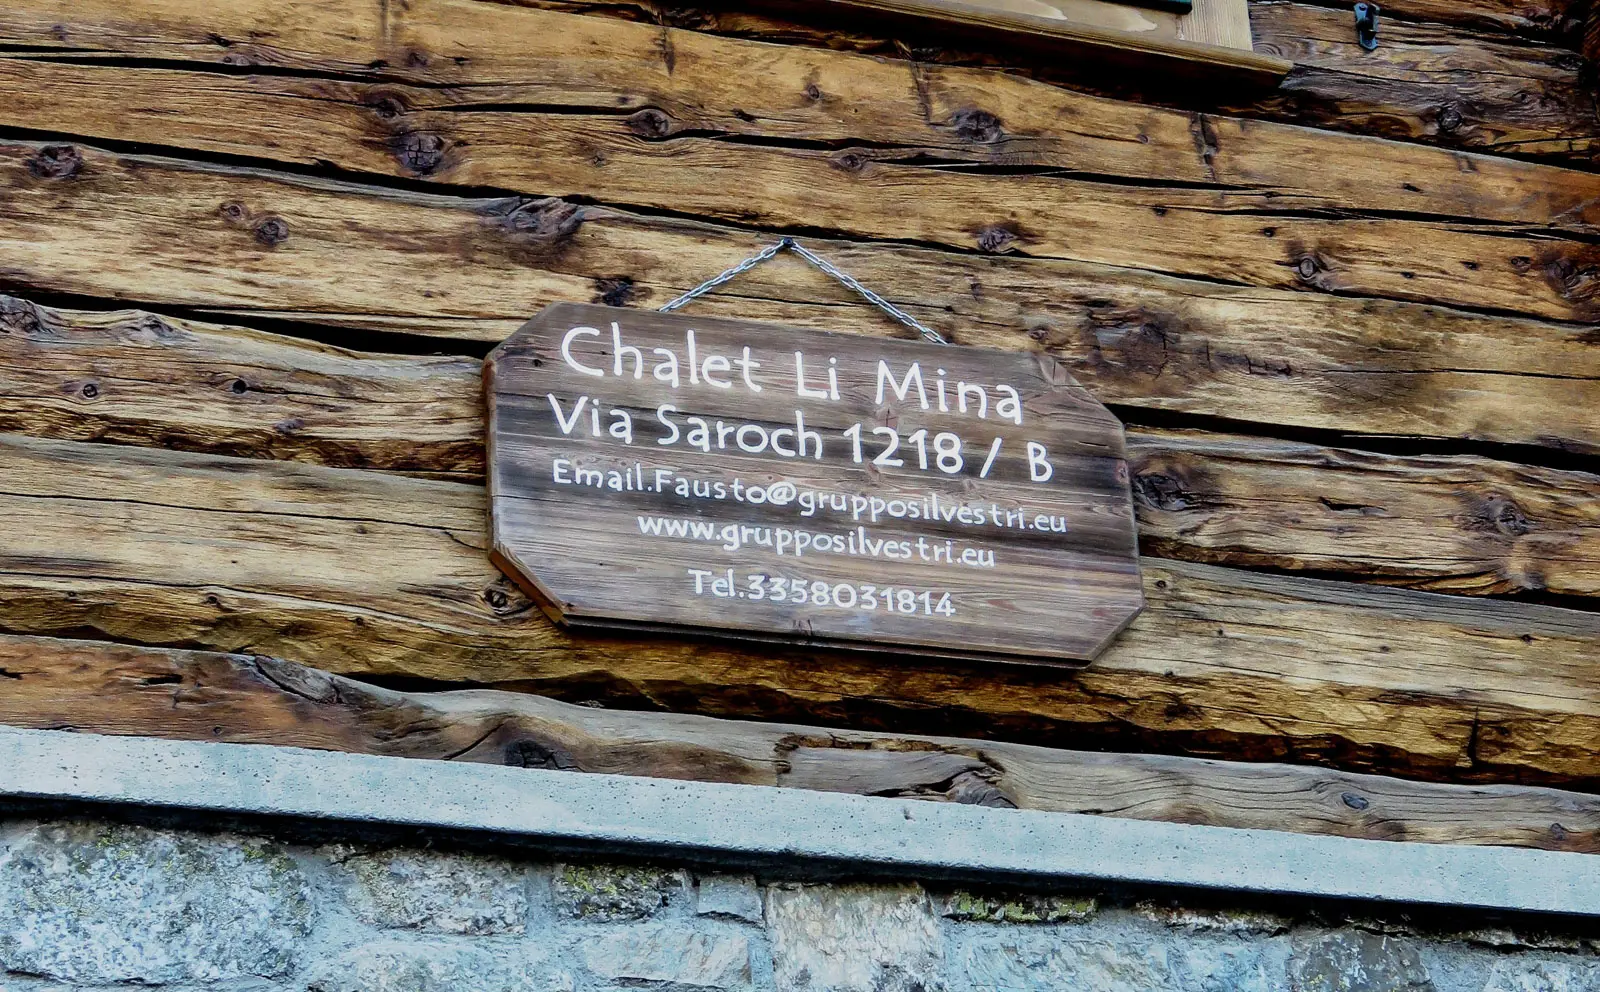 Chalet Li Mina
Via Saroch 1218 / B
Email.Fausto@grupposilvestri.eu
www.grupposilvestri.eu
Tel.3358031814